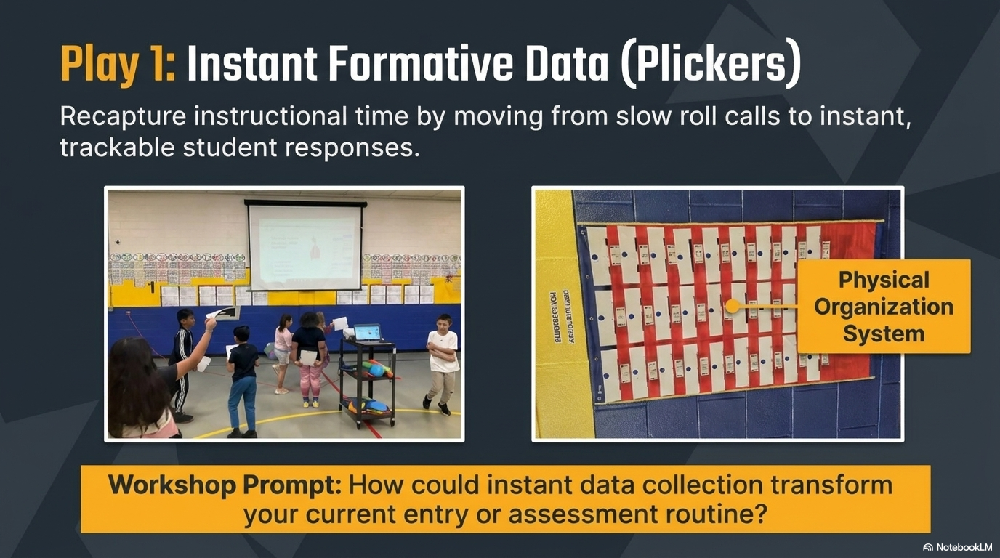 Play 1: Instant Formative Data (Plickers)
Recapture instructional time by moving from slow roll calls to instant,
trackable student responses.
Physical
Organization
System
Workshop Prompt: How could instant data collection transform
your current entry or assessment routine?
NotebookLM